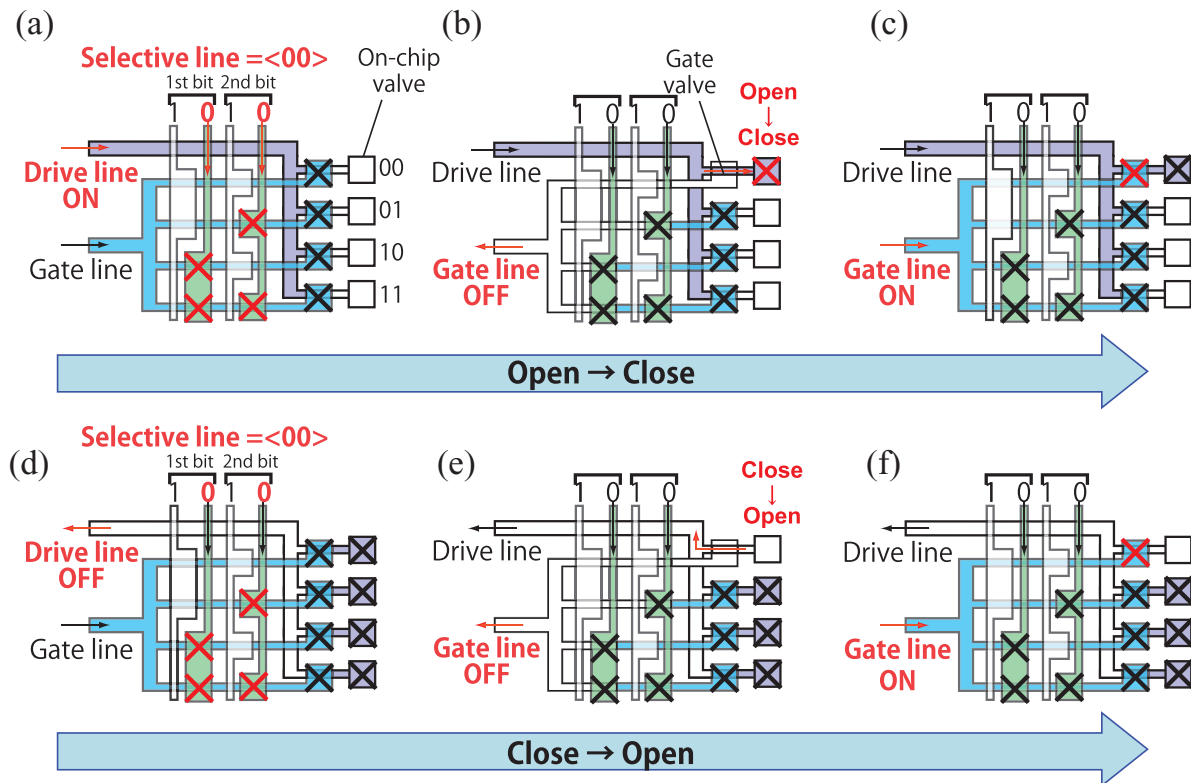 (a)
Selective line =<00>
1st bit 2nd bit
1 0 1 0
On-chip
valve
Drive line
ON
Gate line
00
01
10
11
(b)
1 0 1 0
Gate
valve
Open
↓
Close
Drive line
Gate line
OFF
(c)
1 0 1 0
Drive line
Gate line
ON
Open → Close
(d)
Selective line =<00>
1st bit 2nd bit
1 0 1 0
Drive line
OFF
Gate line
(e)
1 0 1 0
Close
↓
Open
Drive line
Gate line
OFF
(f)
1 0 1 0
Drive line
Gate line
ON
Close → Open